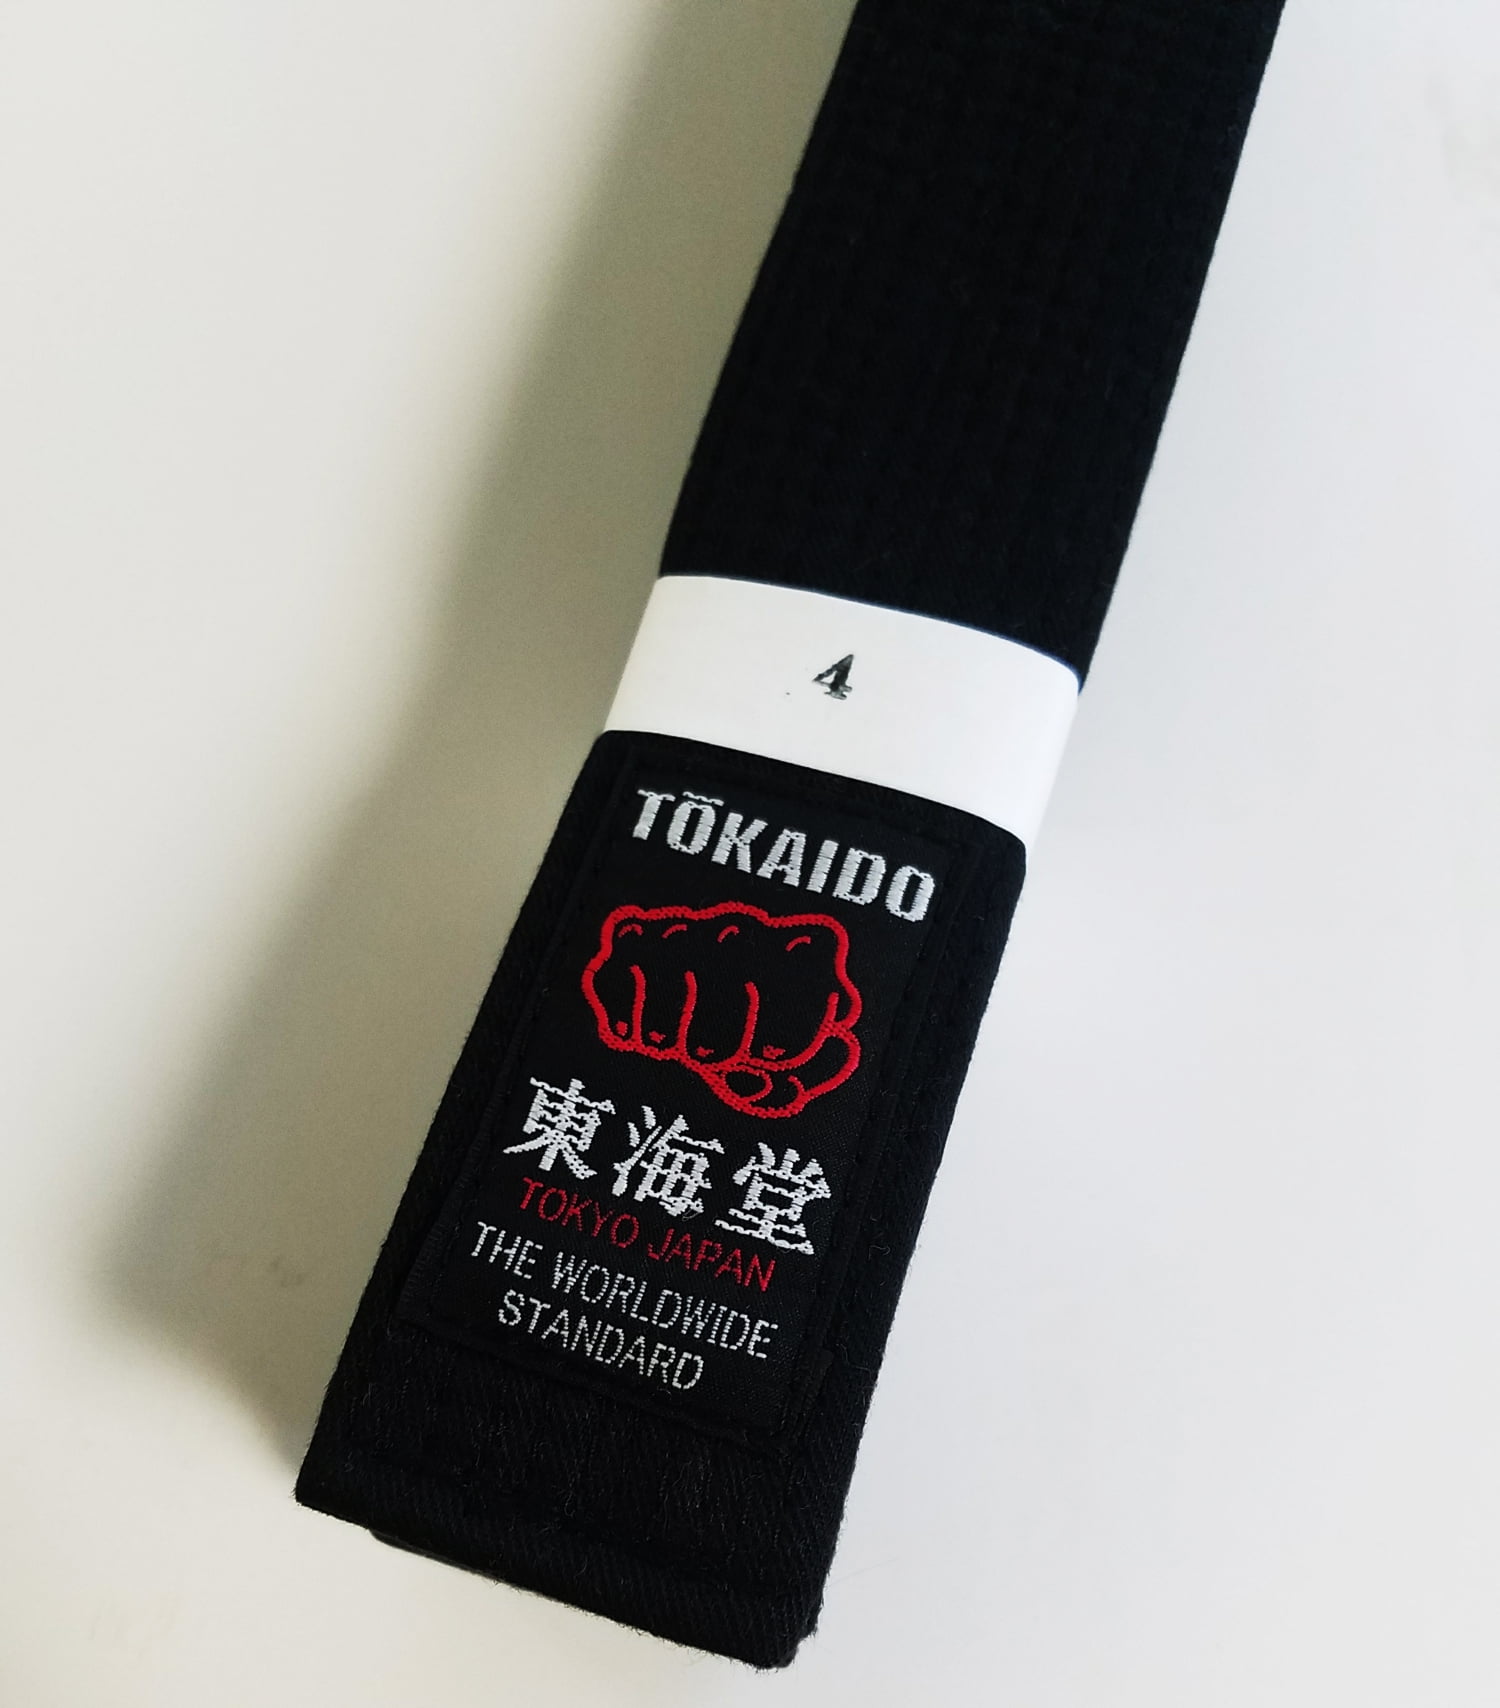 4
TŌKAIDO
東海堂
TOKYO JAPAN
THE WORLDWIDE
STANDARD